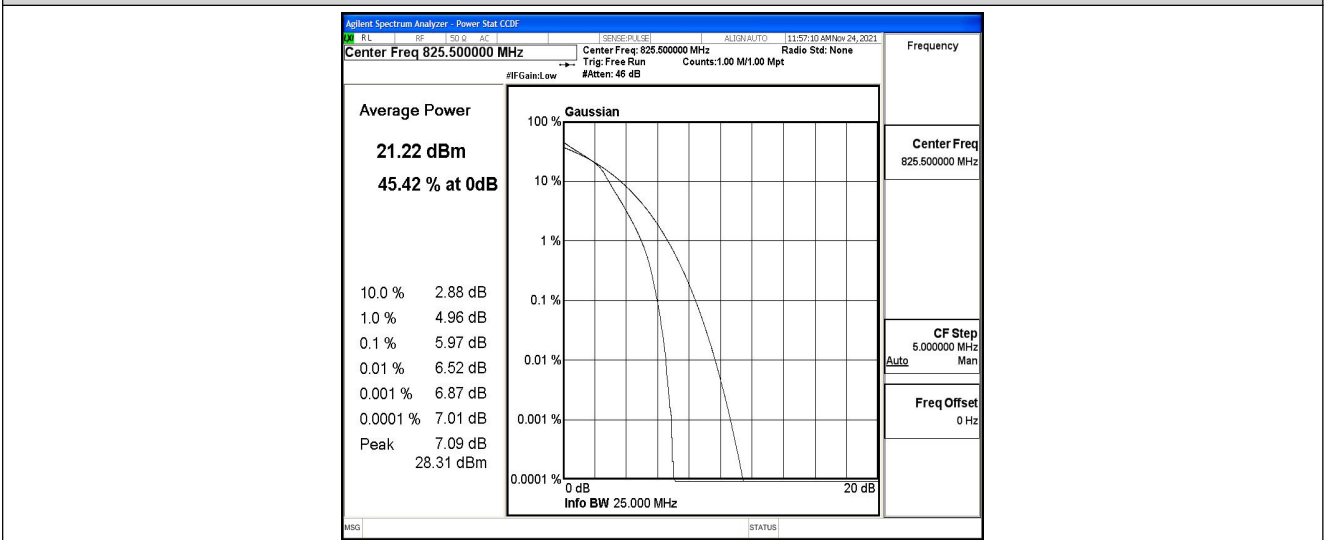 Agilent Spectrum Analyzer - Power Stat CCDF
LXI RL RF 50 Ω AC SENSE:PULSE ALIGN AUTO 11:57:10 AM Nov 24, 2021
Center Freq 825.500000 MHz
Center Freq: 825.500000 MHz Radio Std: None
Trig: Free Run Counts:1.00 M/1.00 Mpt
#IFGain:Low #Atten: 46 dB
Frequency
Average Power
21.22 dBm
45.42 % at 0dB
10.0 % 2.88 dB
1.0 % 4.96 dB
0.1 % 5.97 dB
0.01 % 6.52 dB
0.001 % 6.87 dB
0.0001 % 7.01 dB
Peak 7.09 dB
28.31 dBm
Gaussian
100 %
10 %
1 %
0.1 %
0.01 %
0.001 %
0.0001 %
0 dB 20 dB
Info BW 25.000 MHz
Center Freq
825.500000 MHz
CF Step
5.000000 MHz
Auto Man
Freq Offset
0 Hz
MSG STATUS